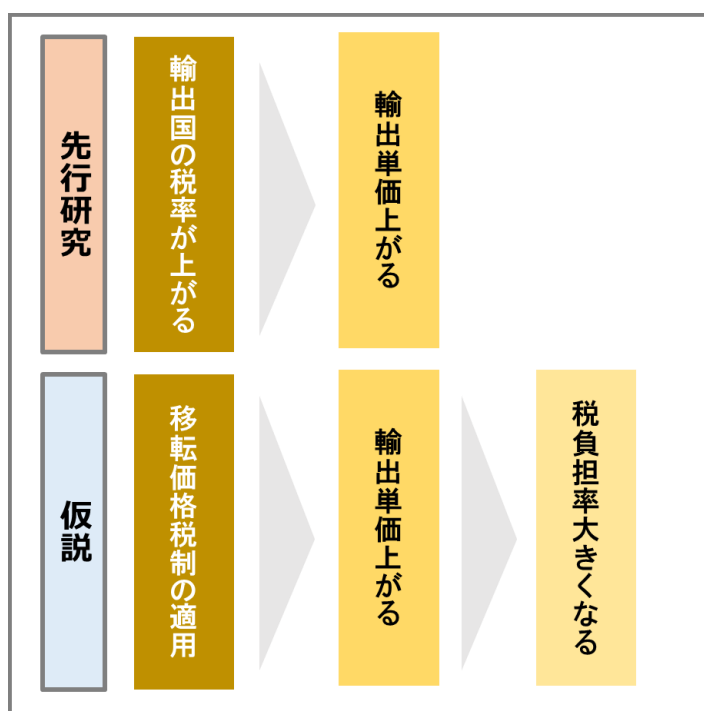 先行研究
輸出国の税率が上がる
輸出単価上がる
仮説
移転価格税制の適用
輸出単価上がる
税負担率大きくなる